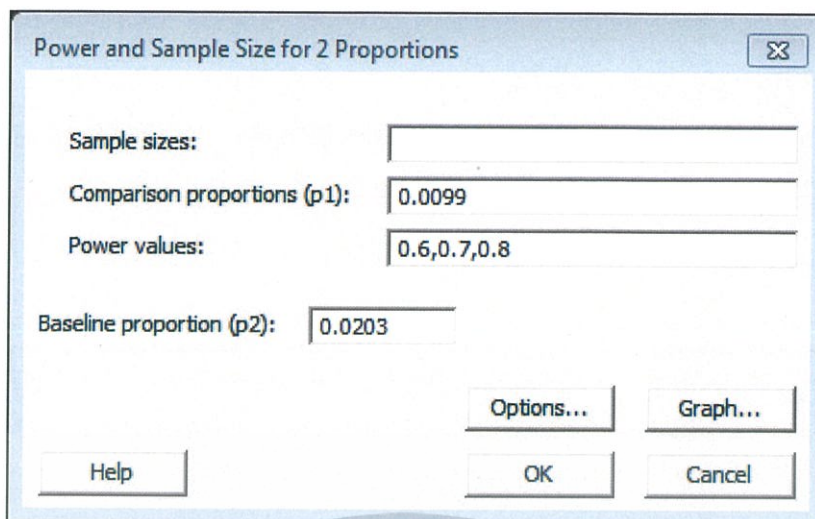 Power and Sample Size for 2 Proportions
Sample sizes:
Comparison proportions (p1): 0.0099
Power values: 0.6,0.7,0.8
Baseline proportion (p2): 0.0203
Options... Graph...
Help OK Cancel